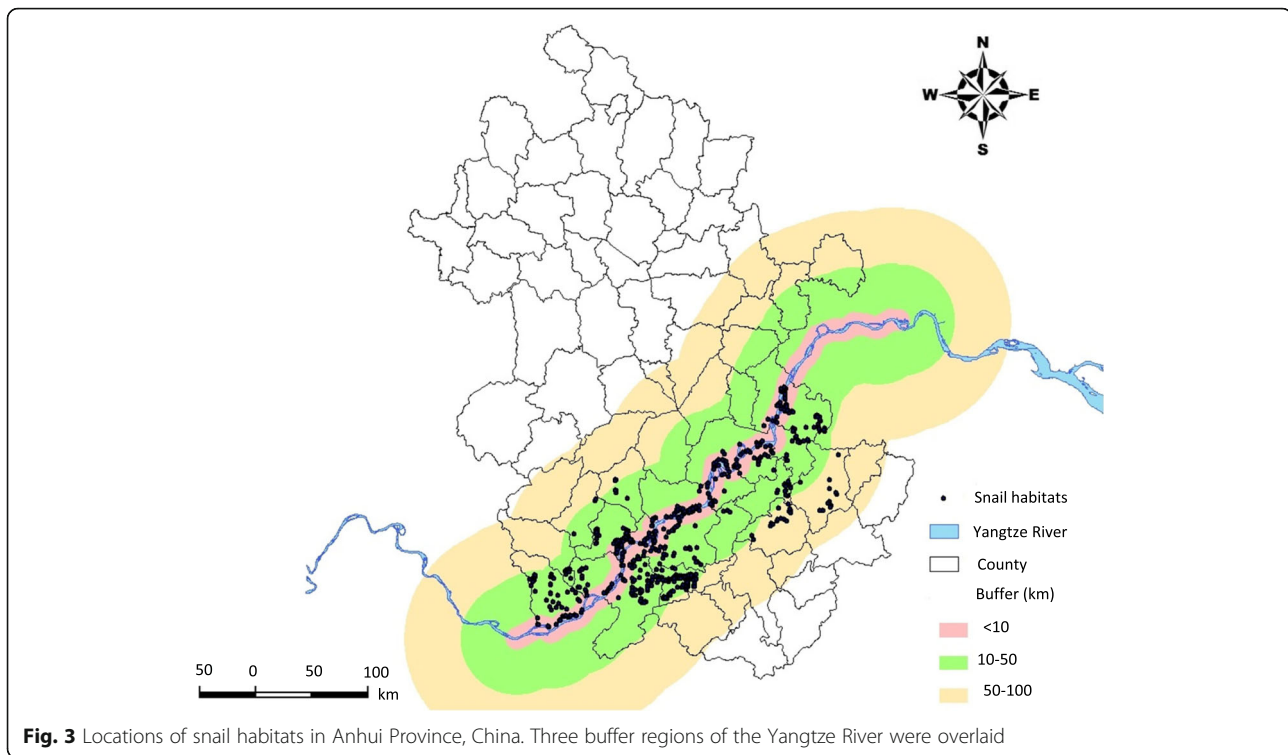 N
W E
S
Snail habitats
Yangtze River
County
Buffer (km)
<10
10-50
50-100
50 0 50 100
km
Fig. 3 Locations of snail habitats in Anhui Province, China. Three buffer regions of the Yangtze River were overlaid